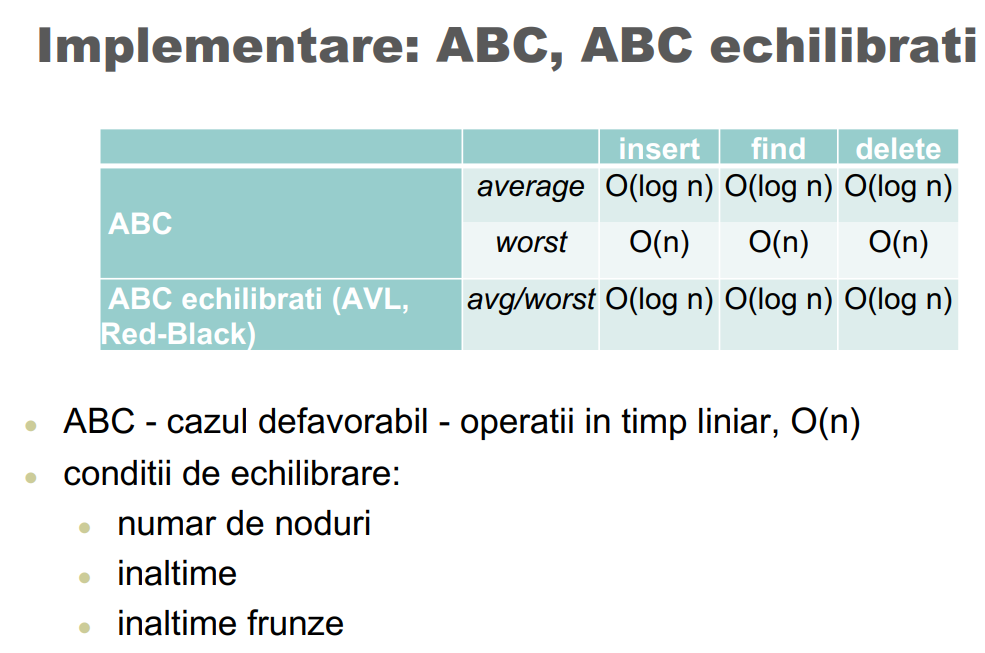 Implementare: ABC, ABC echilibrati
insert find delete
ABC
average O(log n) O(log n) O(log n)
worst O(n) O(n) O(n)
ABC echilibrati (AVL,
Red-Black)
avg/worst O(log n) O(log n) O(log n)
ABC - cazul defavorabil - operatii in timp liniar, O(n)
conditii de echilibrare:
numar de noduri
inaltime
inaltime frunze